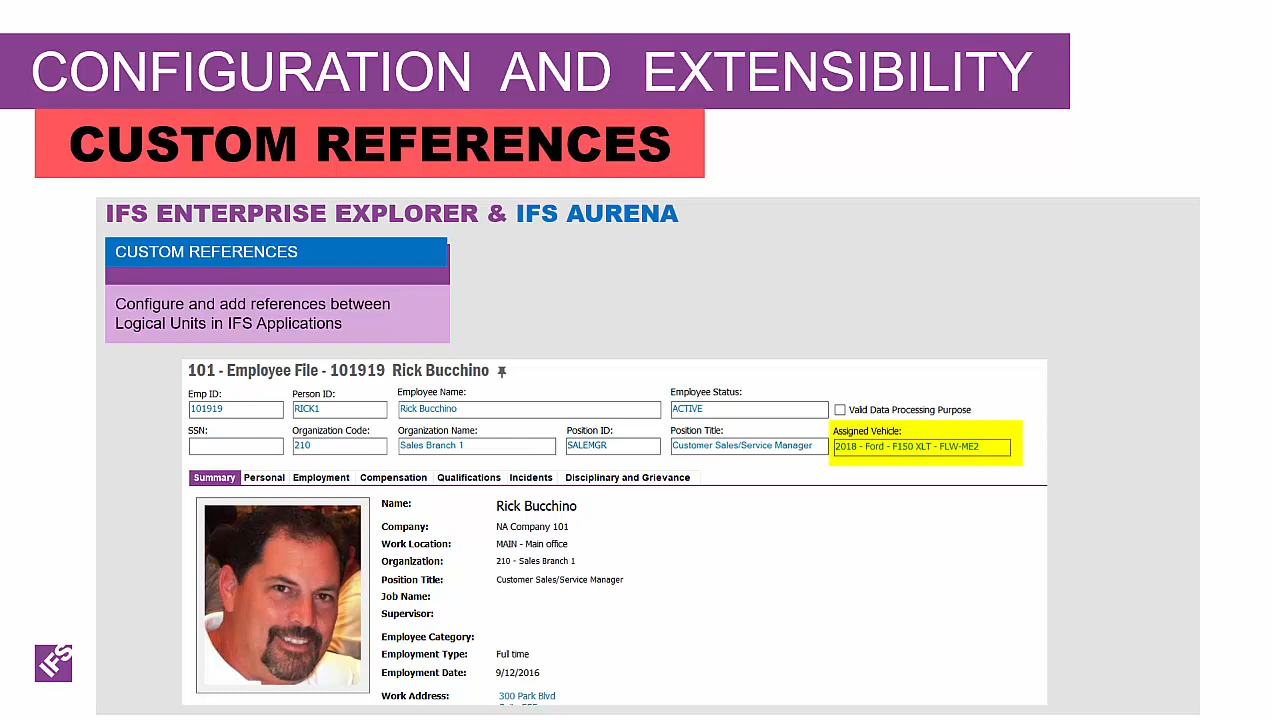 CONFIGURATION AND EXTENSIBILITY
CUSTOM REFERENCES
IFS ENTERPRISE EXPLORER & IFS AURENA
CUSTOM REFERENCES
Configure and add references between
Logical Units in IFS Applications
101 - Employee File - 101919 Rick Bucchino
Emp ID: Person ID: Employee Name: Employee Status:
101919 RICK1 Rick Bucchino ACTIVE Valid Data Processing Purpose
SSN: Organization Code: Organization Name: Position ID: Position Title: Assigned Vehicle:
210 Sales Branch 1 SALEMGR Customer Sales/Service Manager 2018 - Ford - F150 XLT - FLW-ME2
Summary Personal Employment Compensation Qualifications Incidents Disciplinary and Grievance
Name: Rick Bucchino
Company: NA Company 101
Work Location: MAIN - Main office
Organization: 210 - Sales Branch 1
Position Title: Customer Sales/Service Manager
Job Name:
Supervisor:
Employee Category:
Employment Type: Full time
Employment Date: 9/12/2016
Work Address: 300 Park Blvd
IFS